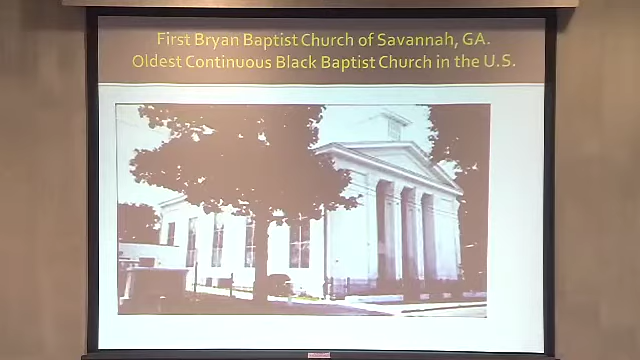 First Bryan Baptist Church of Savannah, GA.
Oldest Continuous Black Baptist Church in the U.S.